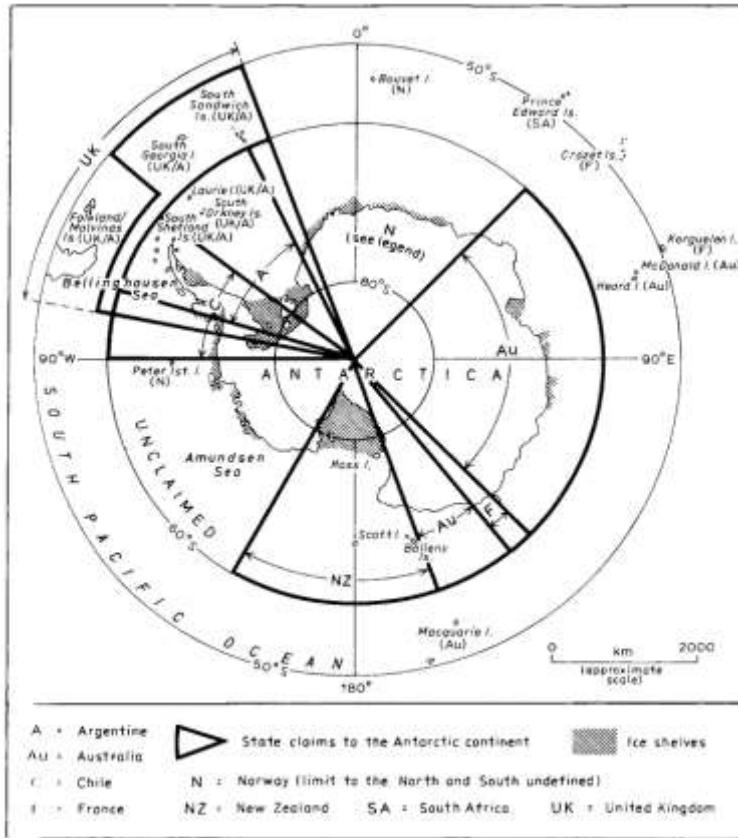 0°
50°S
Bouvet I.
(N)
Prince
Edward Is.
(SA)
Crozet Is.
(F)
Kerguelen I.
(F)
McDonald I. (Au)
Heard I. (Au)
UK
South
Sandwich
Is. (UK/A)
South
Georgia I
(UK/A)
Laurie I (UK/A)
South
Orkney Is.
(UK/A)
South
Shetland
Is (UK/A)
Falkland/
Malvinas
Is (UK/A)
Bellinghausen
Sea
N
(see legend)
A
C
80°S
Au
90°W
90°E
Peter Ist. I.
(N)
ANTARCTICA
UNCLAIMED
Amundsen
Sea
60°S
Ross I.
Scott I
Balleny
Is.
Au
F
NZ
SOUTH PACIFIC OCEAN
50°S
180°
Macquarie I.
(Au)
0 km 2000
(approximate
scale)
A = Argentine
Au = Australia
C = Chile
F = France
State claims to the Antarctic continent
Ice shelves
N = Norway (limit to the North and South undefined)
NZ = New Zealand SA = South Africa UK = United Kingdom